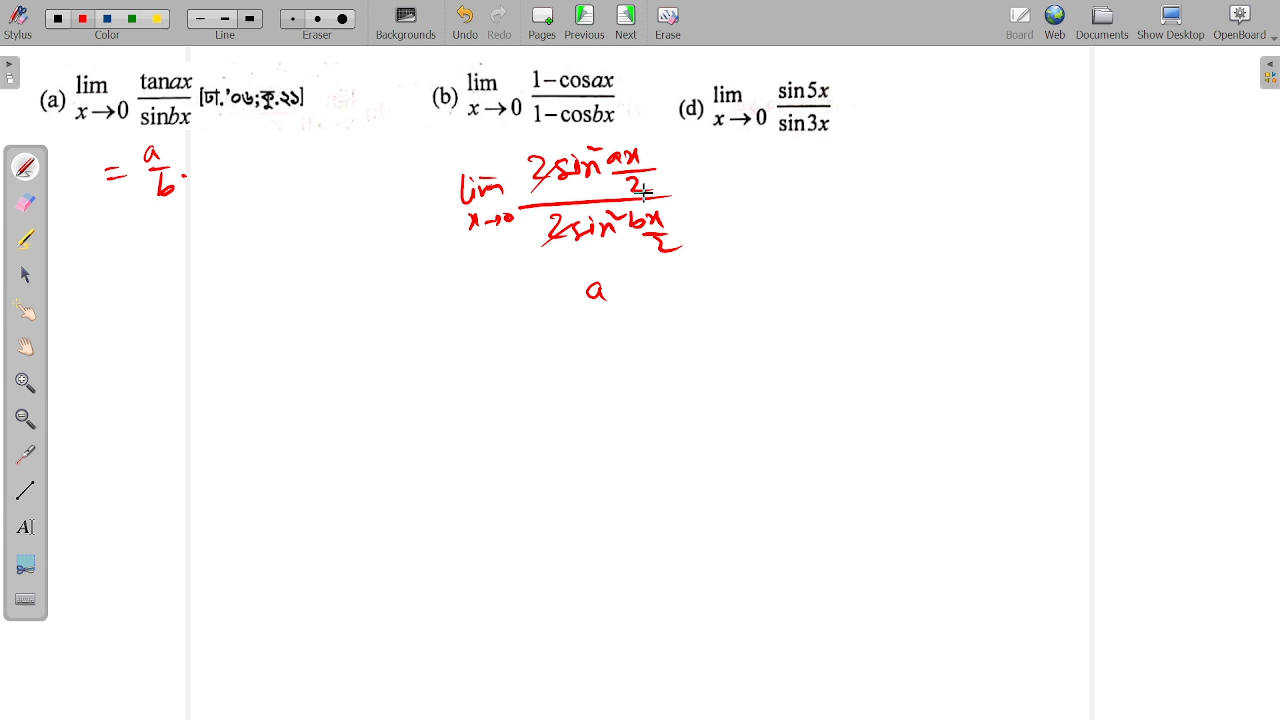 Stylus Color Line Eraser Backgrounds Undo Redo Pages Previous Next Erase Board Web Documents Show Desktop OpenBoard
(a) lim x→0 tanax/sinbx [ঢা.'০৬;কু.২১]
= a/b.
(b) lim x→0 1−cosax/1−cosbx
lim x→0 2sin² ax/2 / 2sin² bx/2
a
(d) lim x→0 sin5x/sin3x